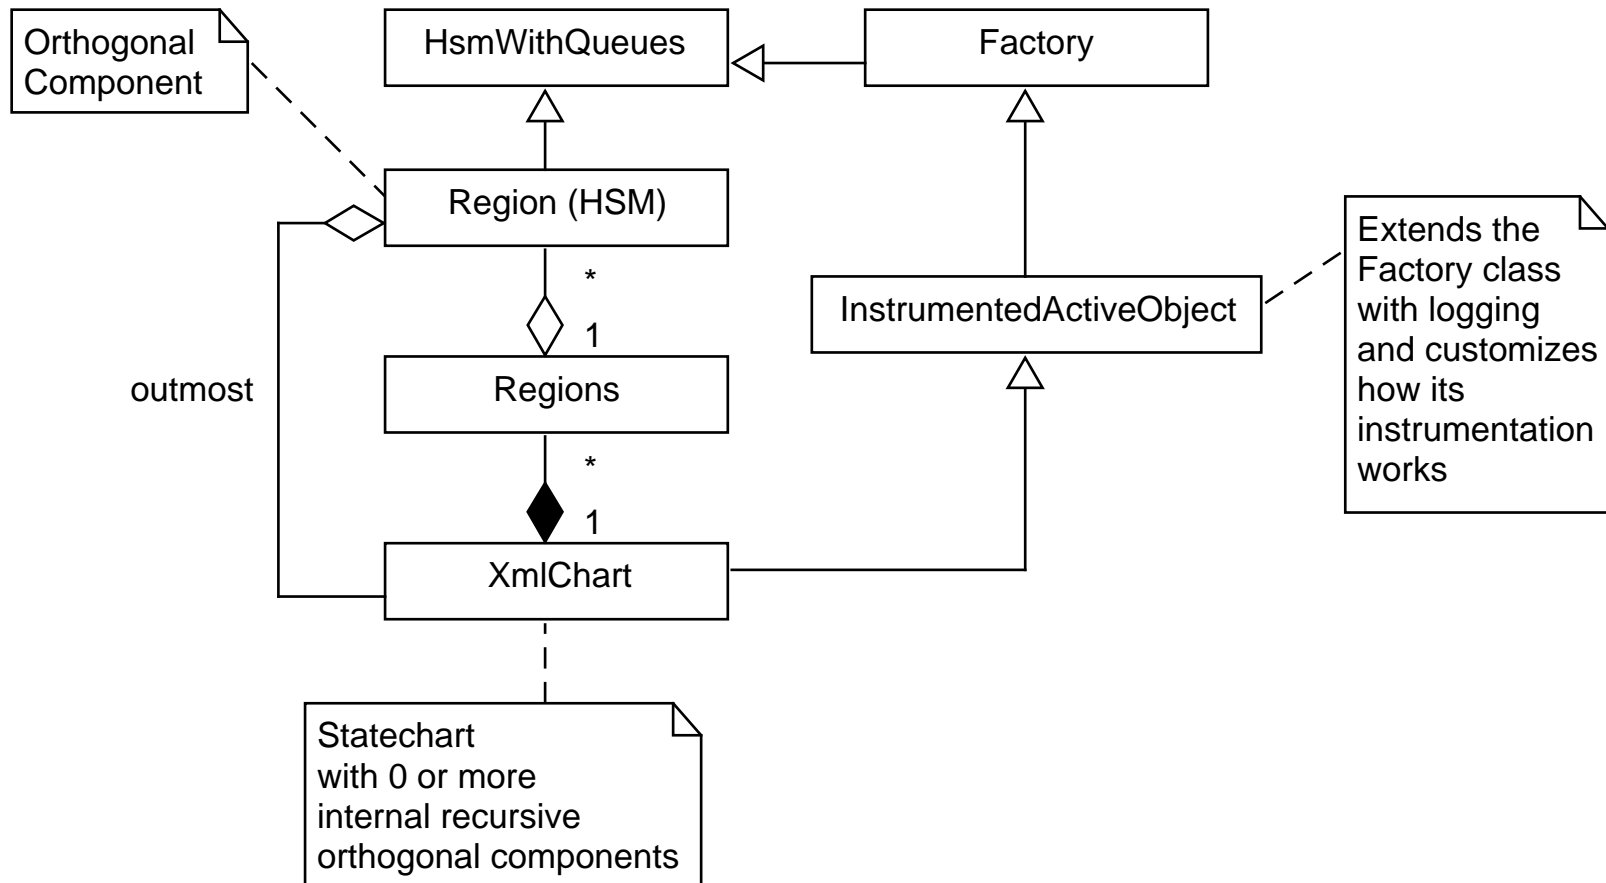 Orthogonal
Component
HsmWithQueues
Factory
Region (HSM)
*
1
InstrumentedActiveObject
Extends the
Factory class
with logging
and customizes
how its
instrumentation
works
outmost
Regions
*
1
XmlChart
Statechart
with 0 or more
internal recursive
orthogonal components